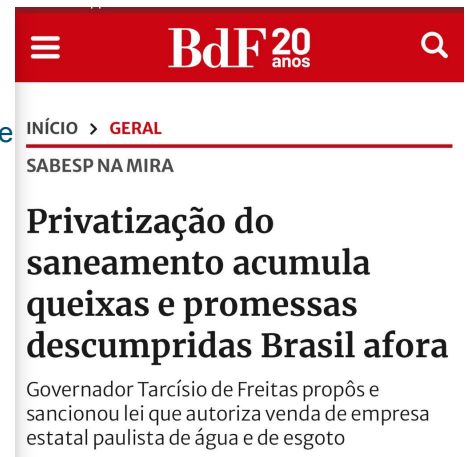 BdF 20 anos
e
INÍCIO > GERAL
SABESP NA MIRA
Privatização do
saneamento acumula
queixas e promessas
descumpridas Brasil afora
Governador Tarcísio de Freitas propôs e
sancionou lei que autoriza venda de empresa
estatal paulista de água e de esgoto